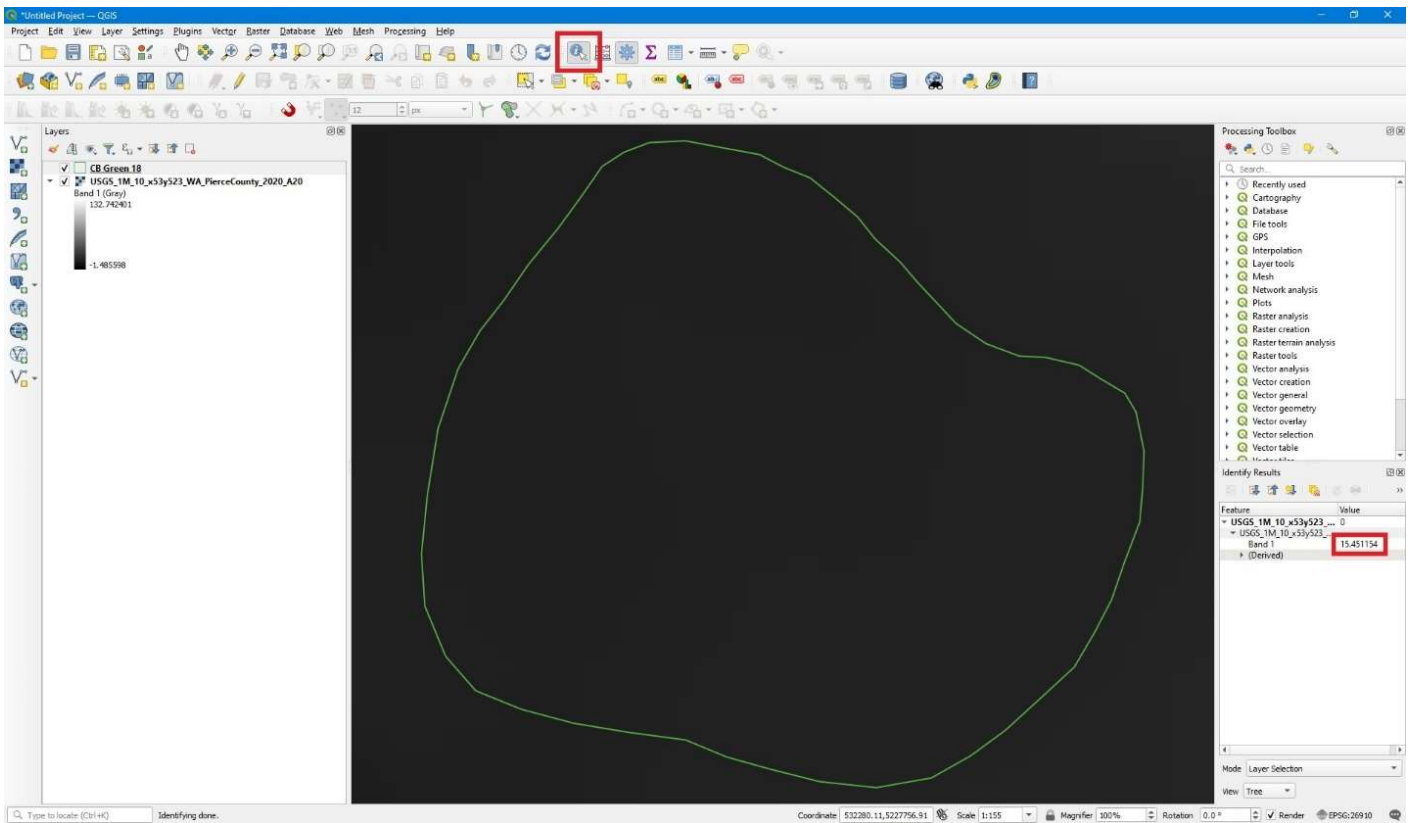 *Untitled Project — QGIS
Project Edit View Layer Settings Plugins Vector Raster Database Web Mesh Processing Help
12 px
Layers
CB Green 18
USGS_1M_10_x53y523_WA_PierceCounty_2020_A20
Band 1 (Gray)
132.742401
-1.485598
Processing Toolbox
Search...
Recently used
Cartography
Database
File tools
GPS
Interpolation
Layer tools
Mesh
Network analysis
Plots
Raster analysis
Raster creation
Raster terrain analysis
Raster tools
Vector analysis
Vector creation
Vector general
Vector geometry
Vector overlay
Vector selection
Vector table
Identify Results
Feature Value
USGS_1M_10_x53y523_... 0
USGS_1M_10_x53y523_...
Band 1 15.451154
(Derived)
Mode Layer Selection
View Tree
Type to locate (Ctrl+K) Identifying done. Coordinate 532280.11,5227756.91 Scale 1:155 Magnifier 100% Rotation 0.0 ° Render EPSG:26910